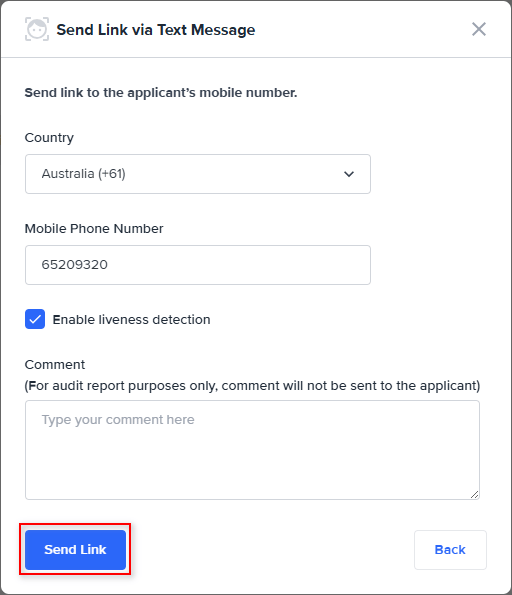 Send Link via Text Message
Send link to the applicant's mobile number.
Country
Australia (+61)
Mobile Phone Number
65209320
Enable liveness detection
Comment
(For audit report purposes only, comment will not be sent to the applicant)
Type your comment here
Send Link
Back